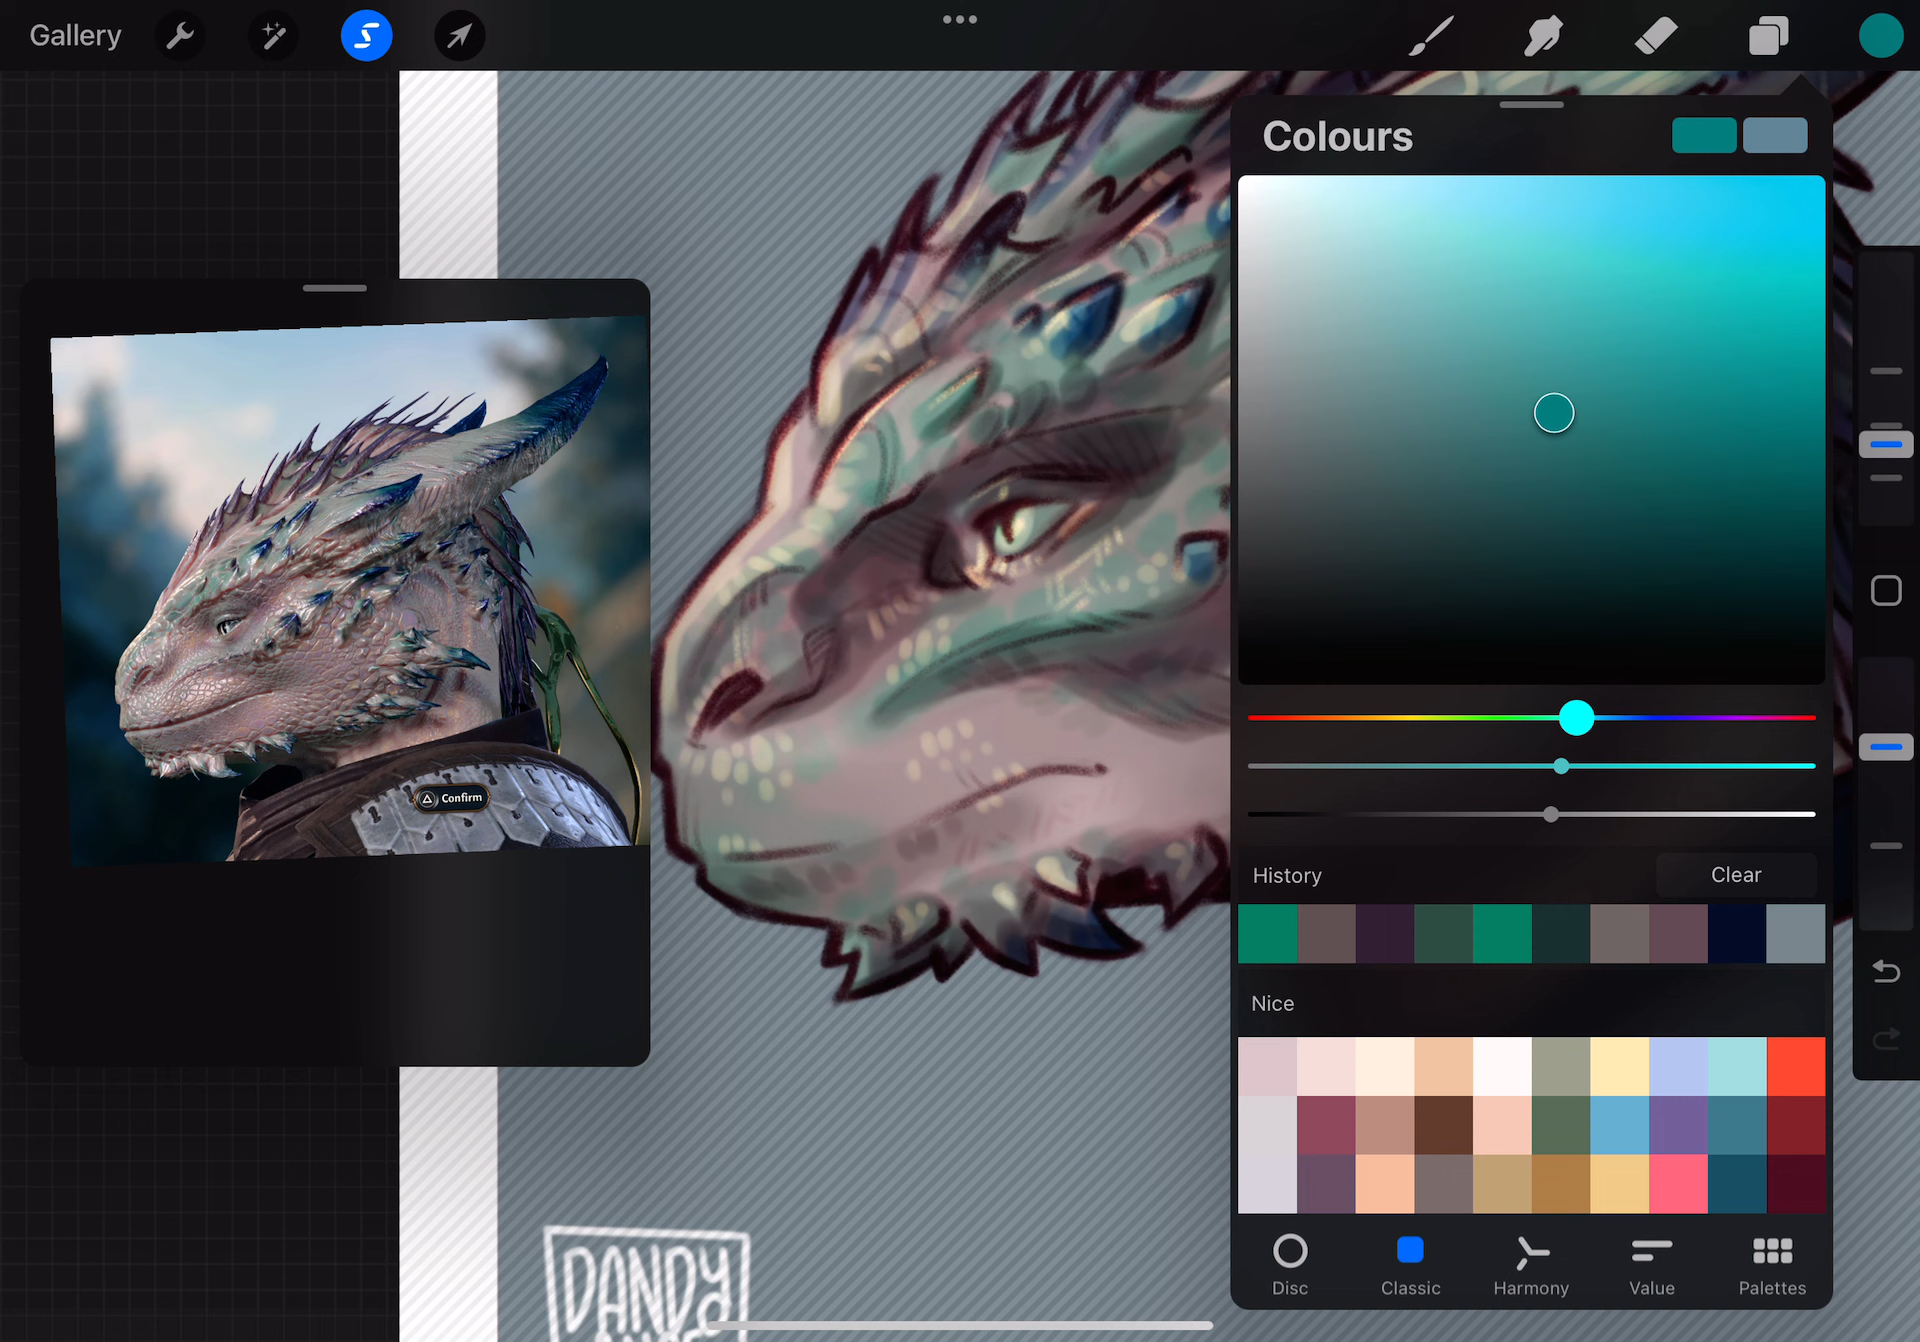 Gallery
Colours
Confirm
History
Clear
Nice
DANDY
Disc
Classic
Harmony
Value
Palettes